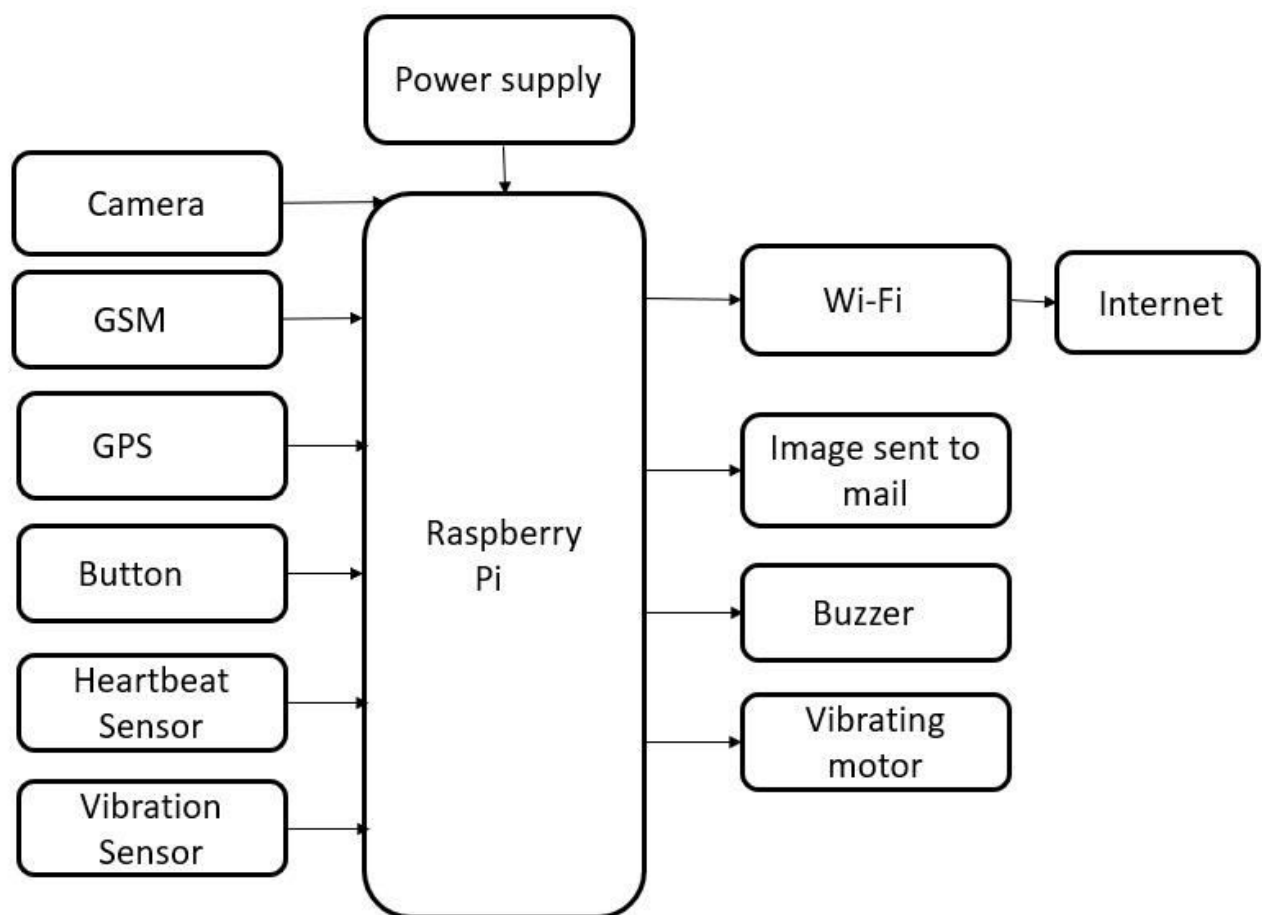 Power supply
Camera
GSM
GPS
Button
Heartbeat
Sensor
Vibration
Sensor
Raspberry
Pi
Wi-Fi
Internet
Image sent to
mail
Buzzer
Vibrating
motor